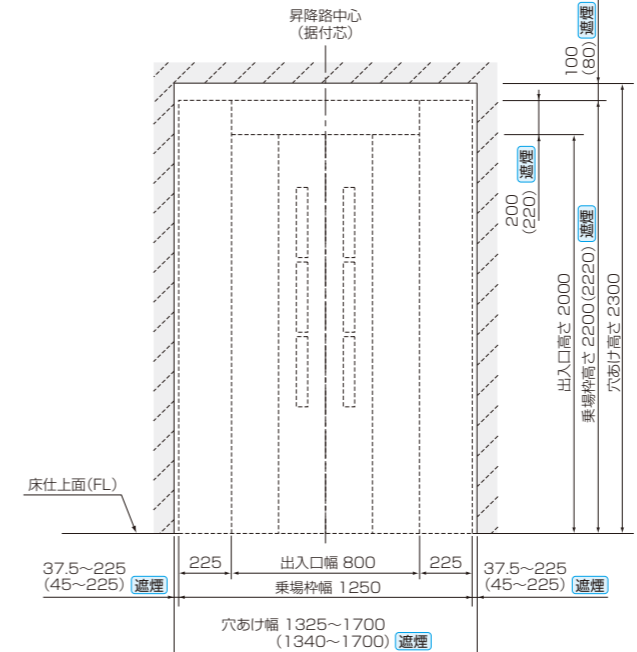 昇降路中心
(据付芯)
100
(80) 遮煙
200
(220) 遮煙
出入口高さ 2000
乗場枠高さ 2200(2220) 遮煙
穴あけ高さ 2300
床仕上面(FL)
37.5~225
(45~225) 遮煙
225
出入口幅 800
225
37.5~225
(45~225) 遮煙
乗場枠幅 1250
穴あけ幅 1325~1700
(1340~1700) 遮煙